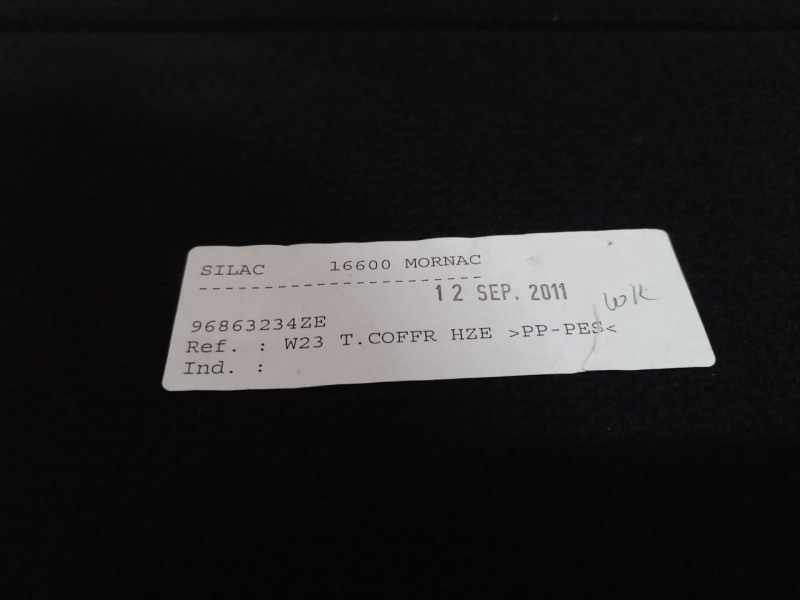 SILAC 16600 MORNAC
-----------------------
12 SEP. 2011
96863234ZE
Ref. : W23 T.COFFR HZE >PP-PES<
Ind. :